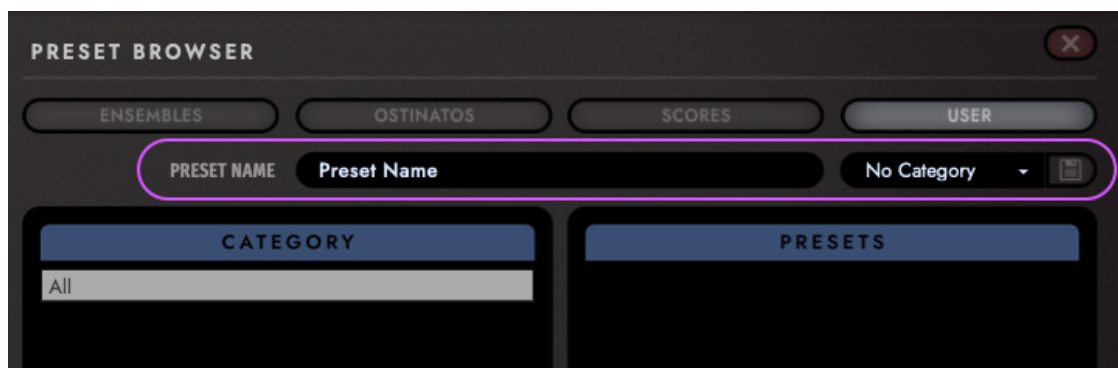 PRESET BROWSER
ENSEMBLES OSTINATOS SCORES USER
PRESET NAME Preset Name No Category
CATEGORY PRESETS
All